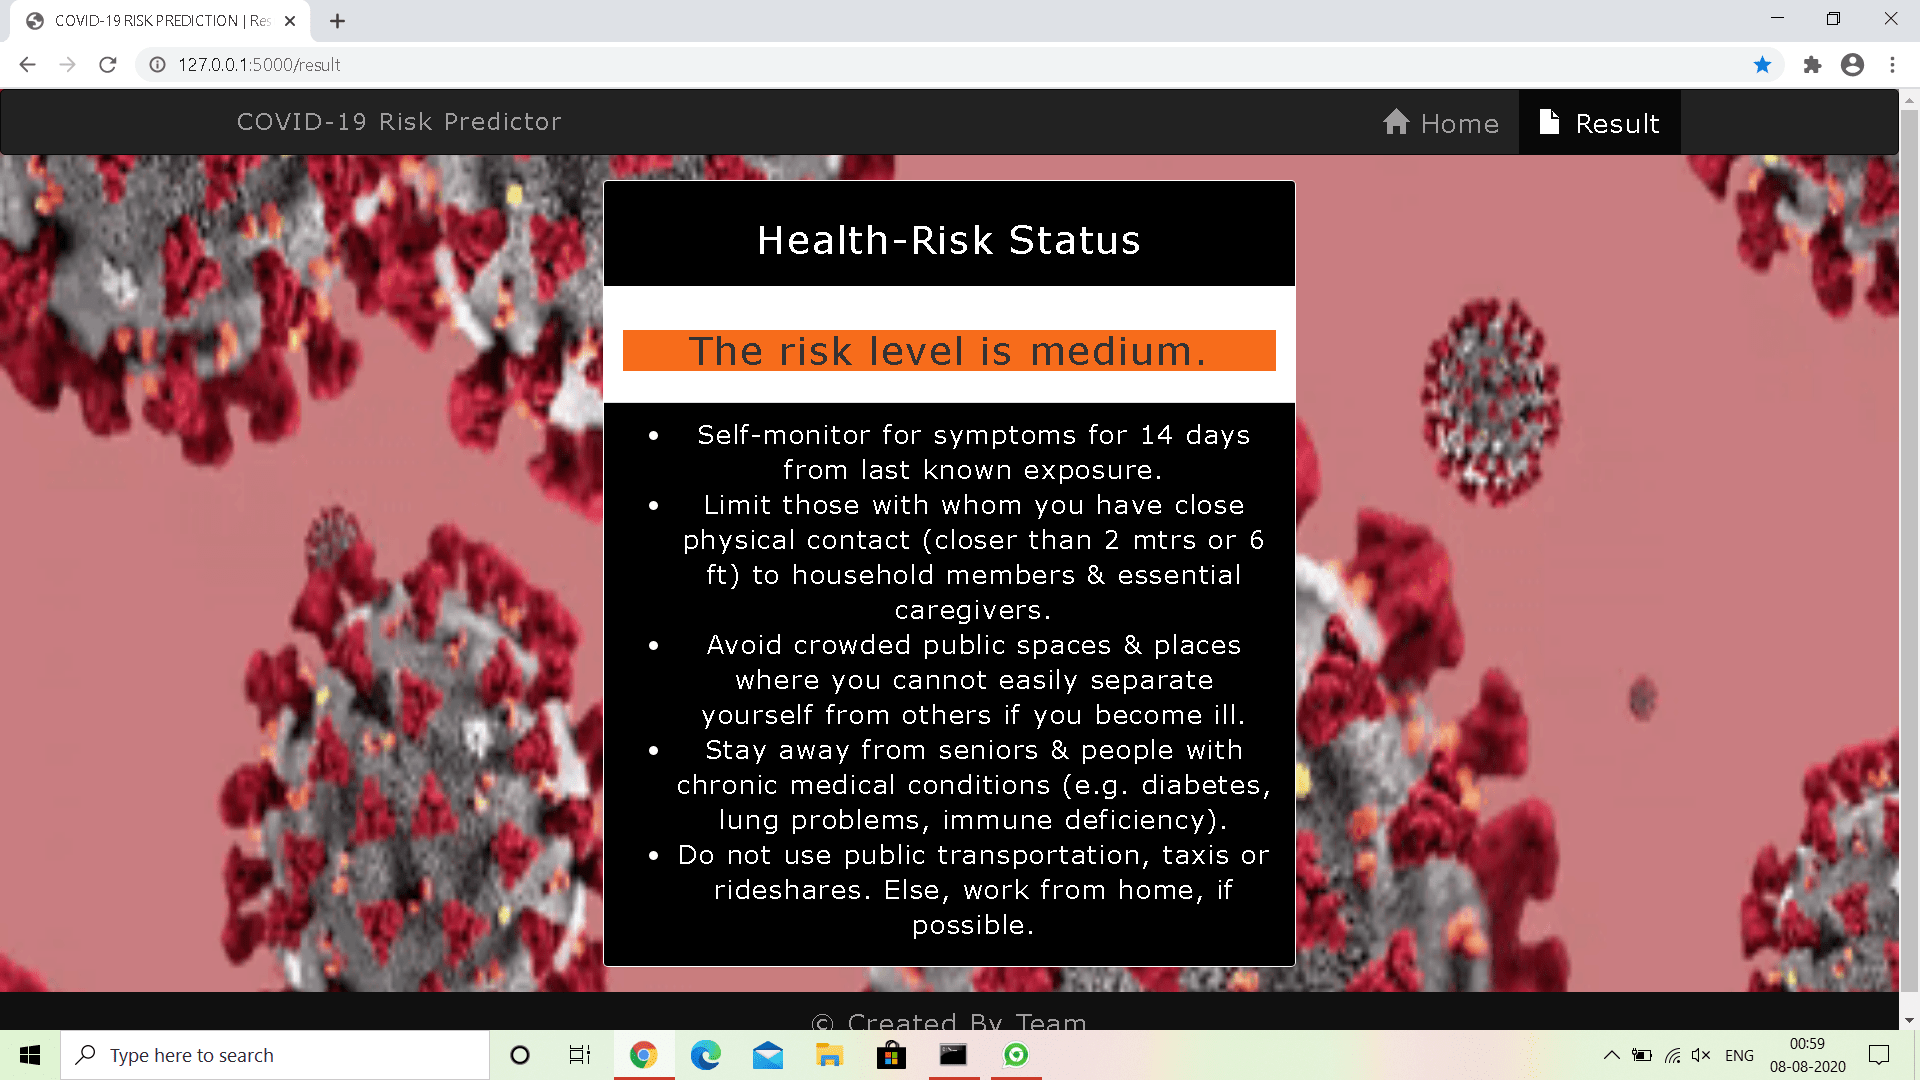 COVID-19 RISK PREDICTION | Res
127.0.0.1:5000/result
COVID-19 Risk Predictor
Home
Result
Health-Risk Status
The risk level is medium.
Self-monitor for symptoms for 14 days
from last known exposure.
Limit those with whom you have close
physical contact (closer than 2 mtrs or 6
ft) to household members & essential
caregivers.
Avoid crowded public spaces & places
where you cannot easily separate
yourself from others if you become ill.
Stay away from seniors & people with
chronic medical conditions (e.g. diabetes,
lung problems, immune deficiency).
Do not use public transportation, taxis or
rideshares. Else, work from home, if
possible.
© Created By Team
Type here to search
ENG
00:59
08-08-2020